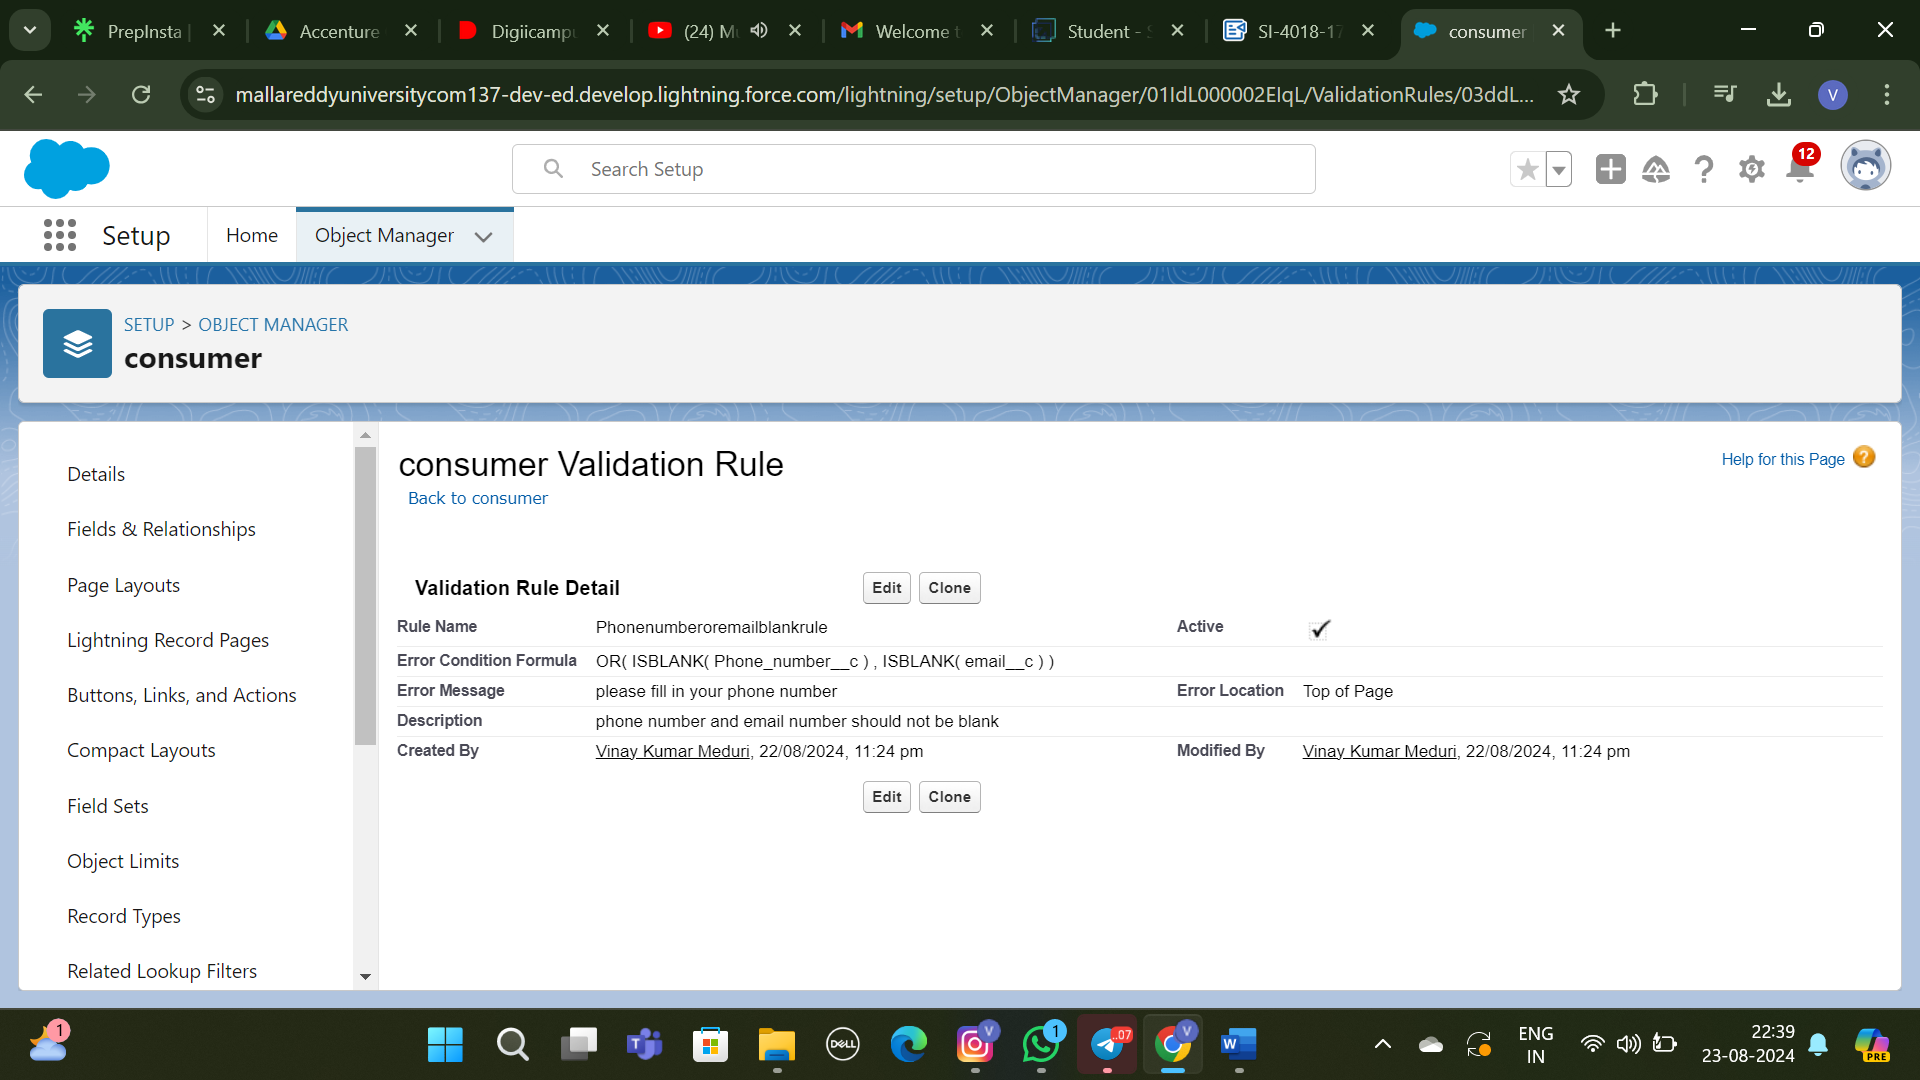 PrepInsta
Accenture
Digiicampu
(24) Mu
Welcome t
Student - S
SI-4018-17
consumer
mallareddyuniversitycom137-dev-ed.develop.lightning.force.com/lightning/setup/ObjectManager/01IdL000002EIqL/ValidationRules/03ddL...
V
Search Setup
12
Setup
Home
Object Manager
SETUP > OBJECT MANAGER
consumer
Details
Fields & Relationships
Page Layouts
Lightning Record Pages
Buttons, Links, and Actions
Compact Layouts
Field Sets
Object Limits
Record Types
Related Lookup Filters
consumer Validation Rule
Back to consumer
Help for this Page
Validation Rule Detail
Edit Clone
Rule Name Phonenumberoremailblankrule Active
Error Condition Formula OR( ISBLANK( Phone_number__c ) , ISBLANK( email__c ) )
Error Message please fill in your phone number Error Location Top of Page
Description phone number and email number should not be blank
Created By Vinay Kumar Meduri, 22/08/2024, 11:24 pm Modified By Vinay Kumar Meduri, 22/08/2024, 11:24 pm
Edit Clone
1
T
DELL
V
1
..07
V
W
ENG
IN
22:39
23-08-2024
PRE